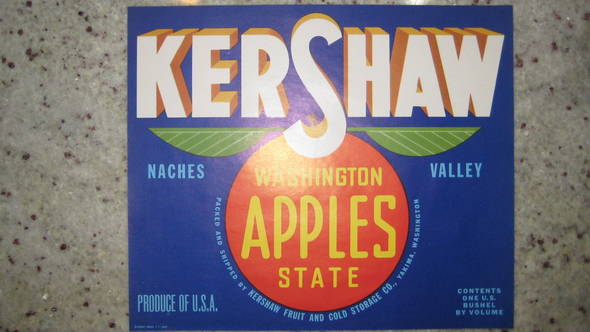 KERSHAW
NACHES VALLEY
WASHINGTON
APPLES
STATE
PACKED AND SHIPPED BY KERSHAW FRUIT AND COLD STORAGE CO., YAKIMA, WASHINGTON
PRODUCE OF U.S.A.
CONTENTS
ONE U.S.
BUSHEL
BY VOLUME